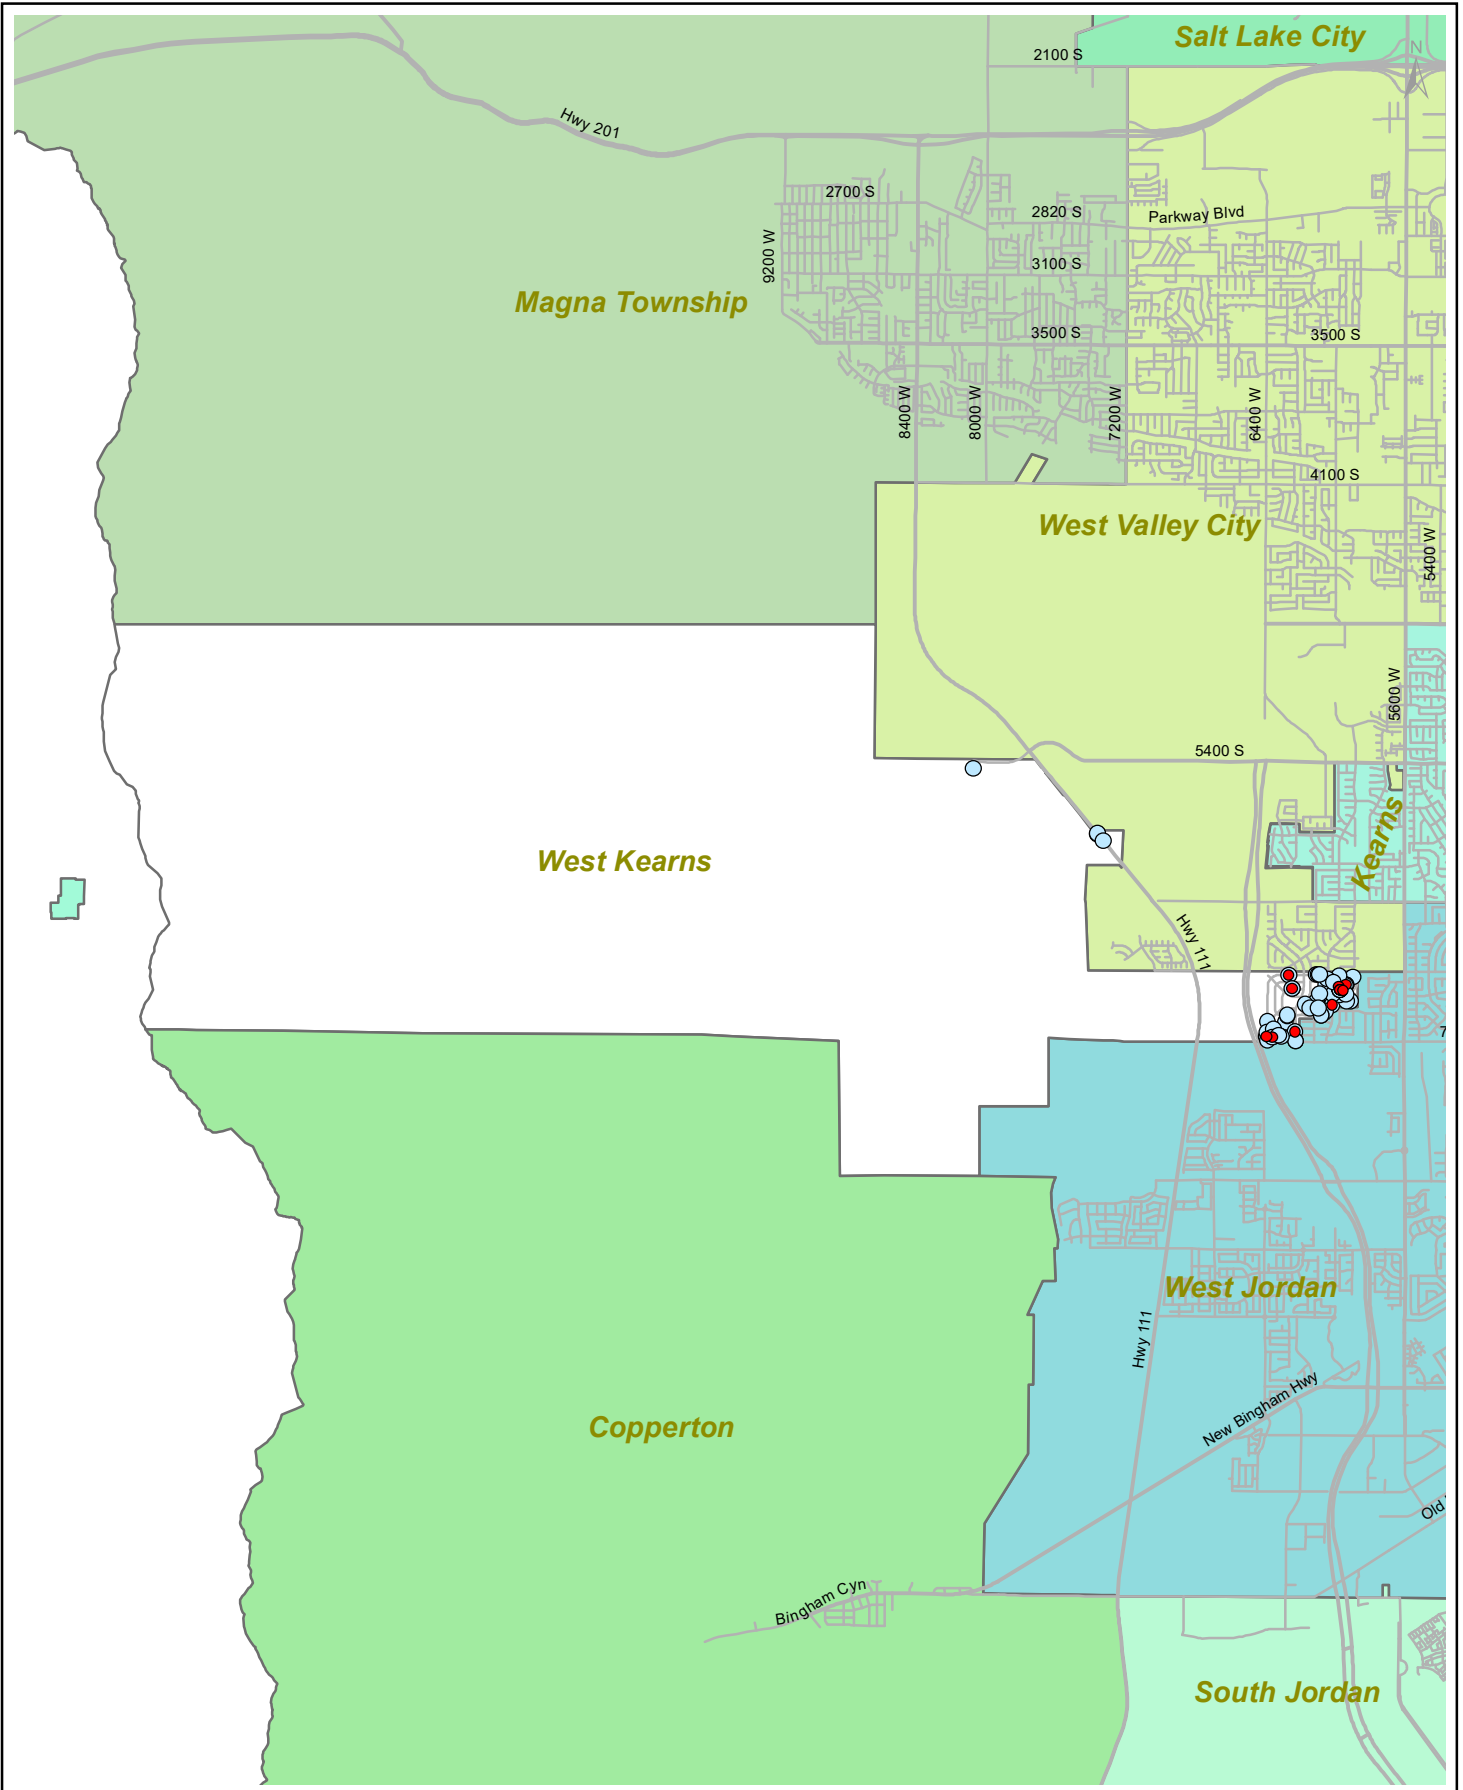 Salt Lake City
N
2100 S
Hwy 201
2700 S
2820 S
Parkway Blvd
9200 W
3100 S
Magna Township
3500 S
3500 S
8400 W
8000 W
7200 W
6400 W
4100 S
West Valley City
5400 W
5600 W
5400 S
Kearns
West Kearns
Hwy 111
7
West Jordan
Hwy 111
New Bingham Hwy
Copperton
Old
Bingham Cyn
South Jordan